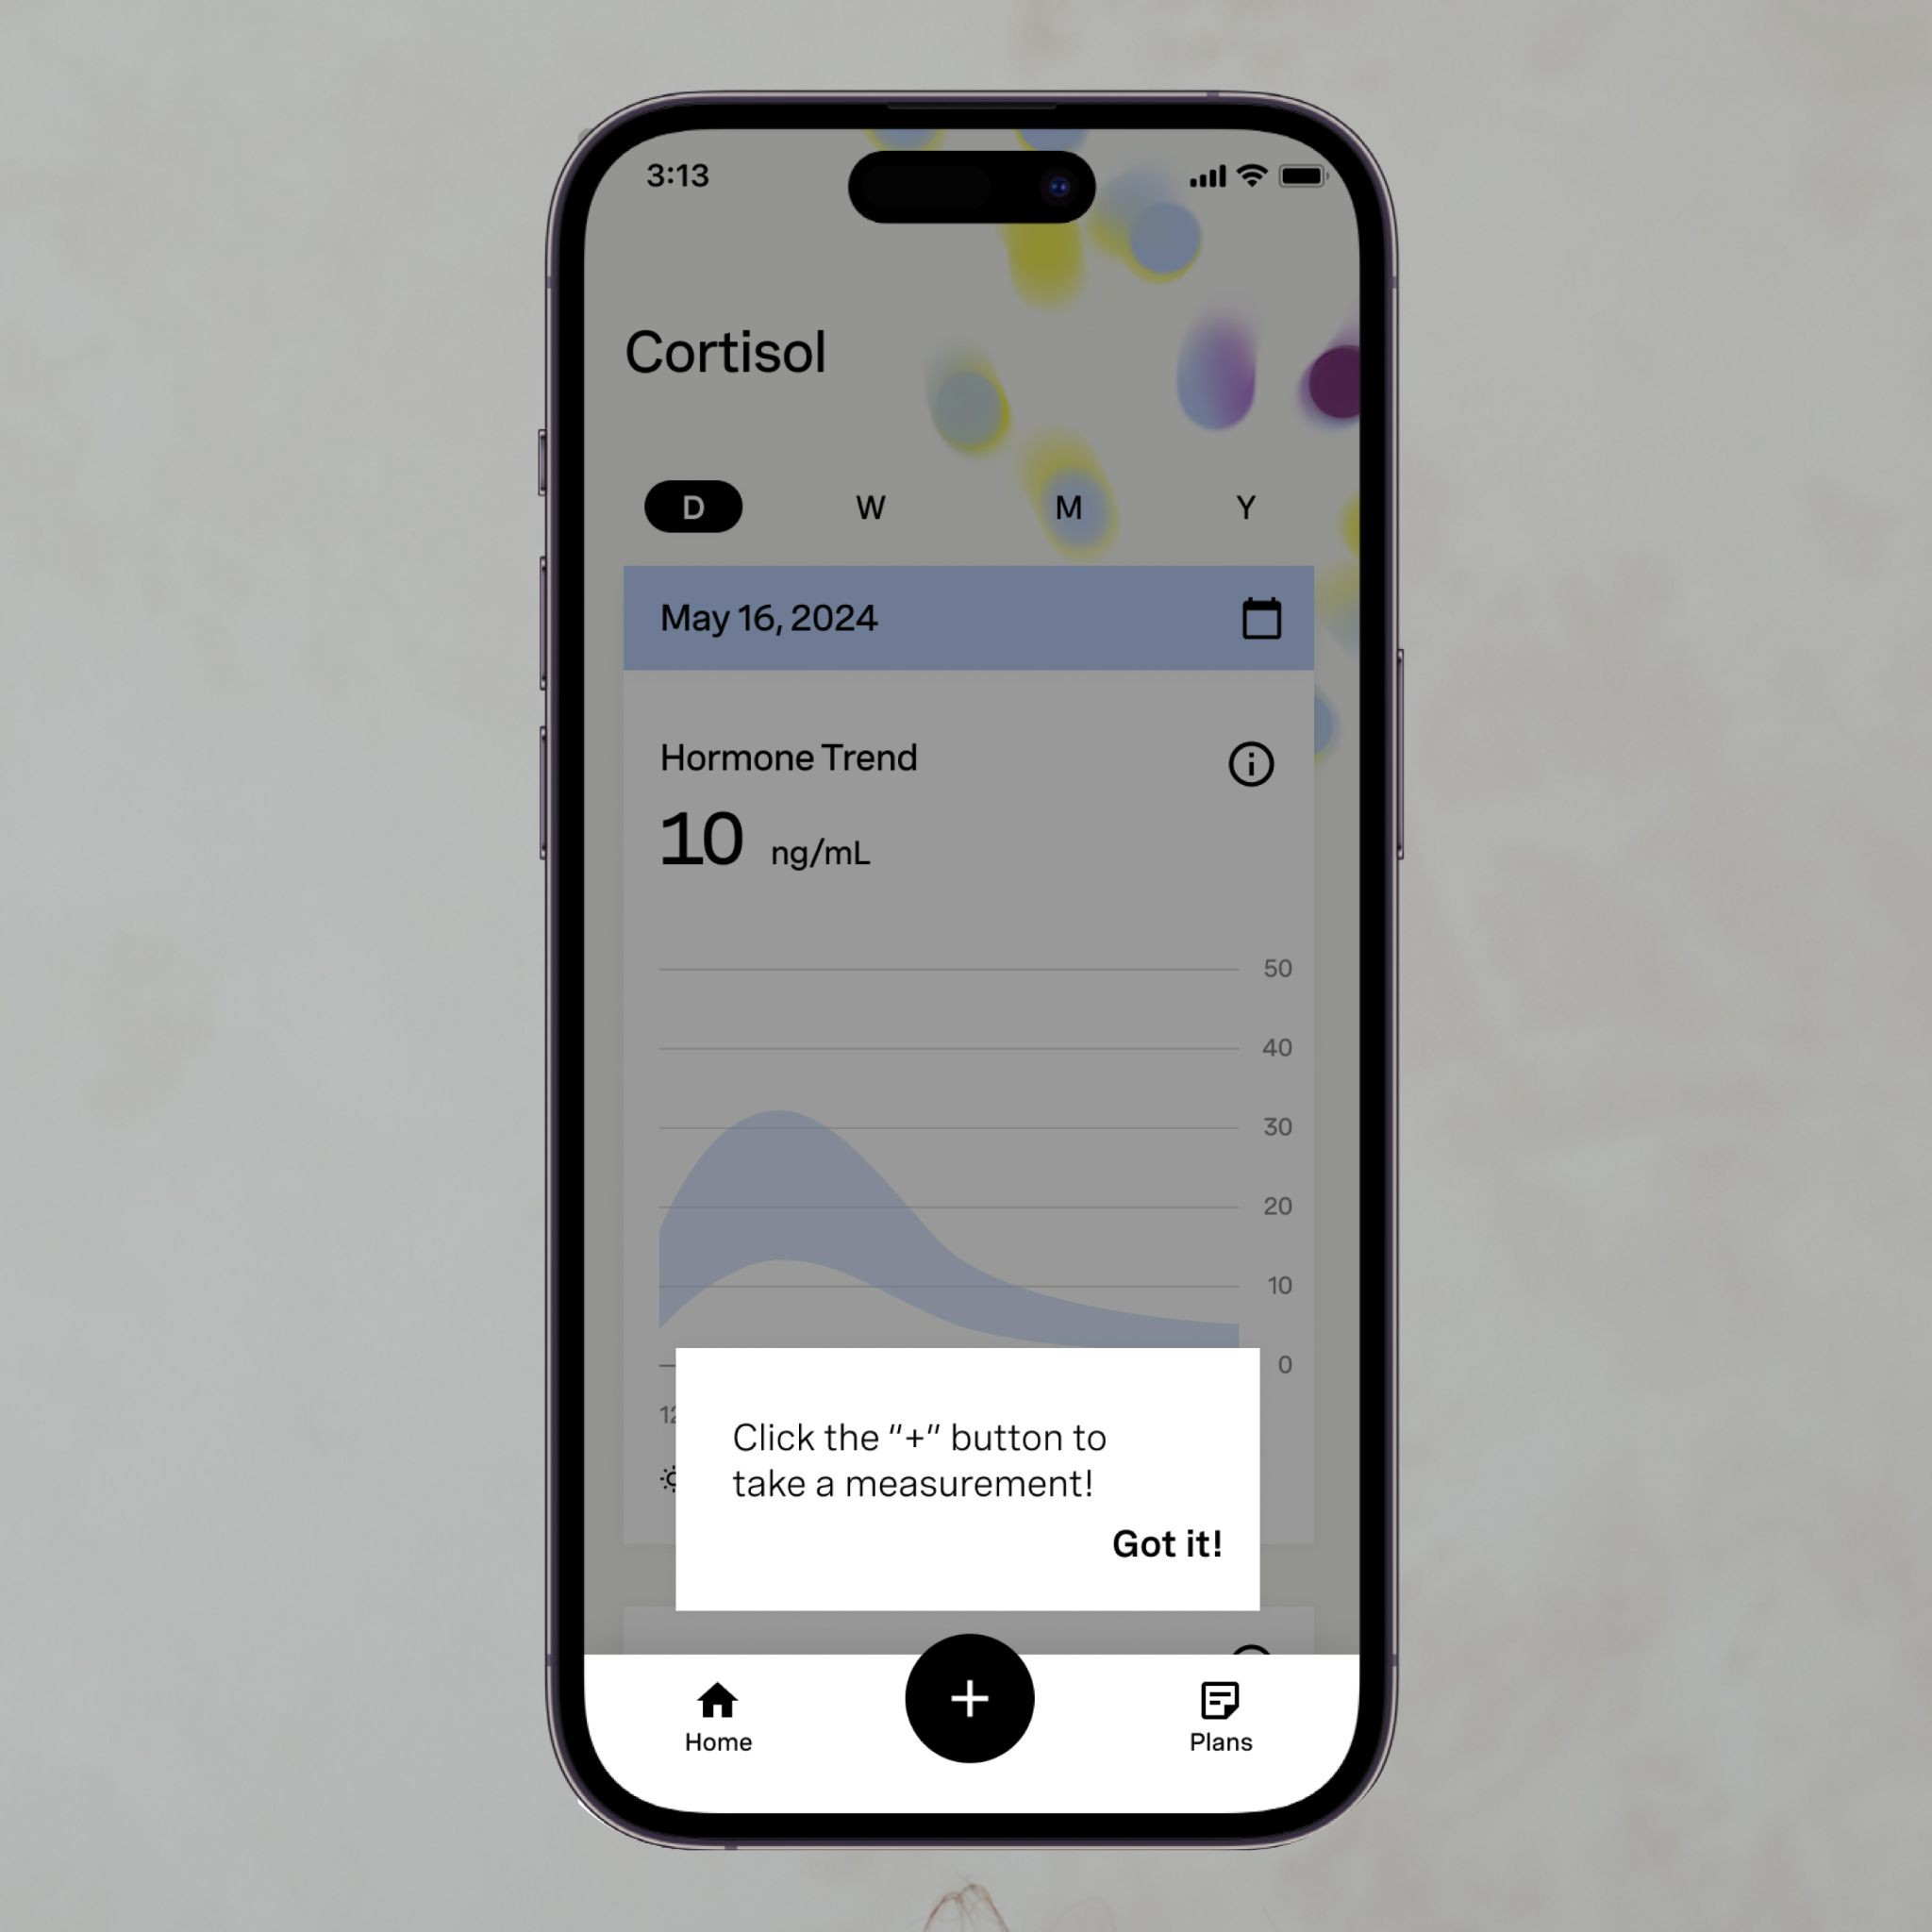 3:13
Cortisol
D W M Y
May 16, 2024
Hormone Trend
10 ng/mL
50
40
30
20
10
0
Click the "+" button to
take a measurement!
Got it!
+
Home Plans